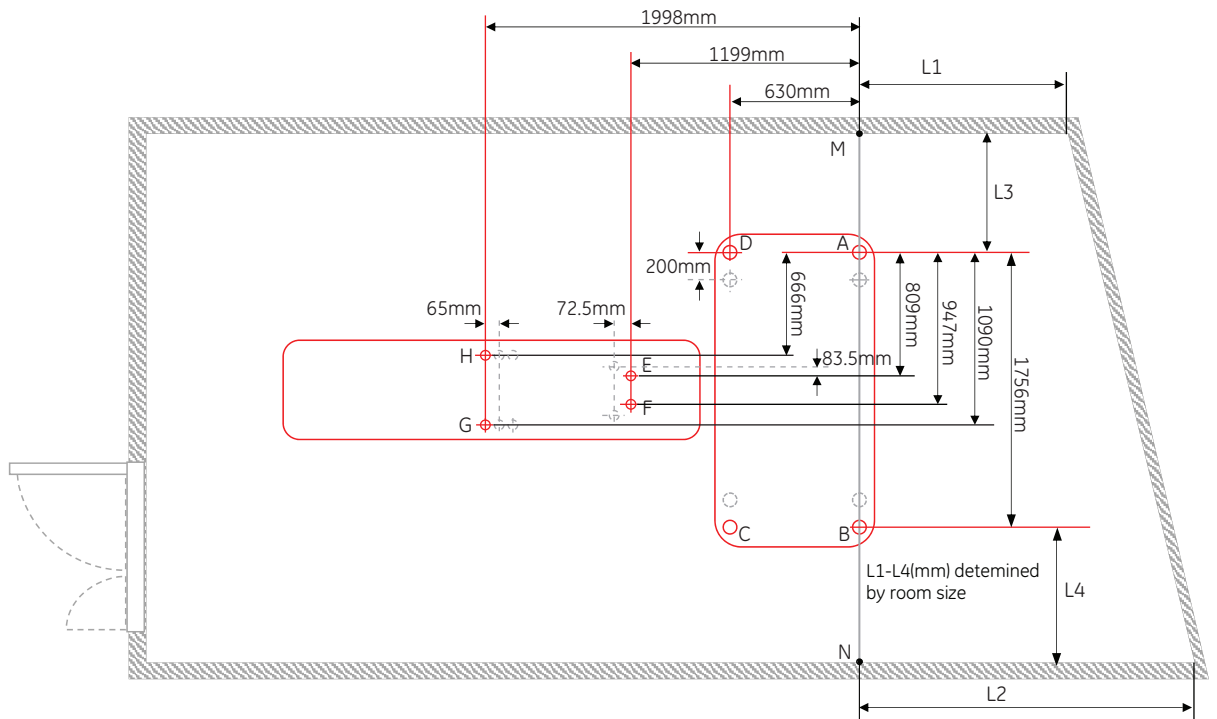 1998mm
1199mm
L1
630mm
M
L3
D
A
200mm
666mm
809mm
947mm
1090mm
1756mm
65mm
72.5mm
H
E
83.5mm
F
G
C
B
L1-L4(mm) detemined
by room size
L4
N
L2